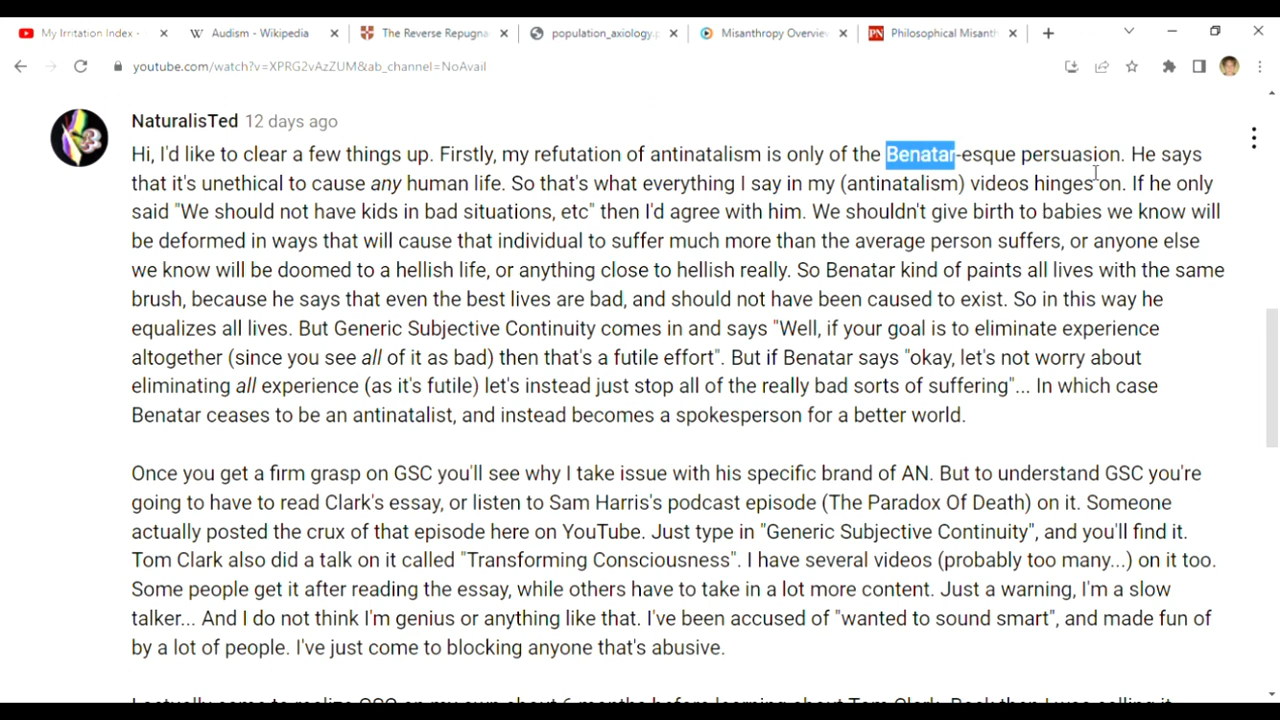 My Irritation Index -
Audism - Wikipedia
The Reverse Repugna
population_axiology.p
Misanthropy Overvie
PN Philosophical Misant
youtube.com/watch?v=XPRG2vAzZUM&ab_channel=NoAvail
NaturalisTed 12 days ago
Hi, I'd like to clear a few things up. Firstly, my refutation of antinatalism is only of the Benatar-esque persuasion. He says
that it's unethical to cause any human life. So that's what everything I say in my (antinatalism) videos hinges on. If he only
said "We should not have kids in bad situations, etc" then I'd agree with him. We shouldn't give birth to babies we know will
be deformed in ways that will cause that individual to suffer much more than the average person suffers, or anyone else
we know will be doomed to a hellish life, or anything close to hellish really. So Benatar kind of paints all lives with the same
brush, because he says that even the best lives are bad, and should not have been caused to exist. So in this way he
equalizes all lives. But Generic Subjective Continuity comes in and says "Well, if your goal is to eliminate experience
altogether (since you see all of it as bad) then that's a futile effort". But if Benatar says "okay, let's not worry about
eliminating all experience (as it's futile) let's instead just stop all of the really bad sorts of suffering"... In which case
Benatar ceases to be an antinatalist, and instead becomes a spokesperson for a better world.
Once you get a firm grasp on GSC you'll see why I take issue with his specific brand of AN. But to understand GSC you're
going to have to read Clark's essay, or listen to Sam Harris's podcast episode (The Paradox Of Death) on it. Someone
actually posted the crux of that episode here on YouTube. Just type in "Generic Subjective Continuity", and you'll find it.
Tom Clark also did a talk on it called "Transforming Consciousness". I have several videos (probably too many...) on it too.
Some people get it after reading the essay, while others have to take in a lot more content. Just a warning, I'm a slow
talker... And I do not think I'm genius or anything like that. I've been accused of "wanted to sound smart", and made fun of
by a lot of people. I've just come to blocking anyone that's abusive.